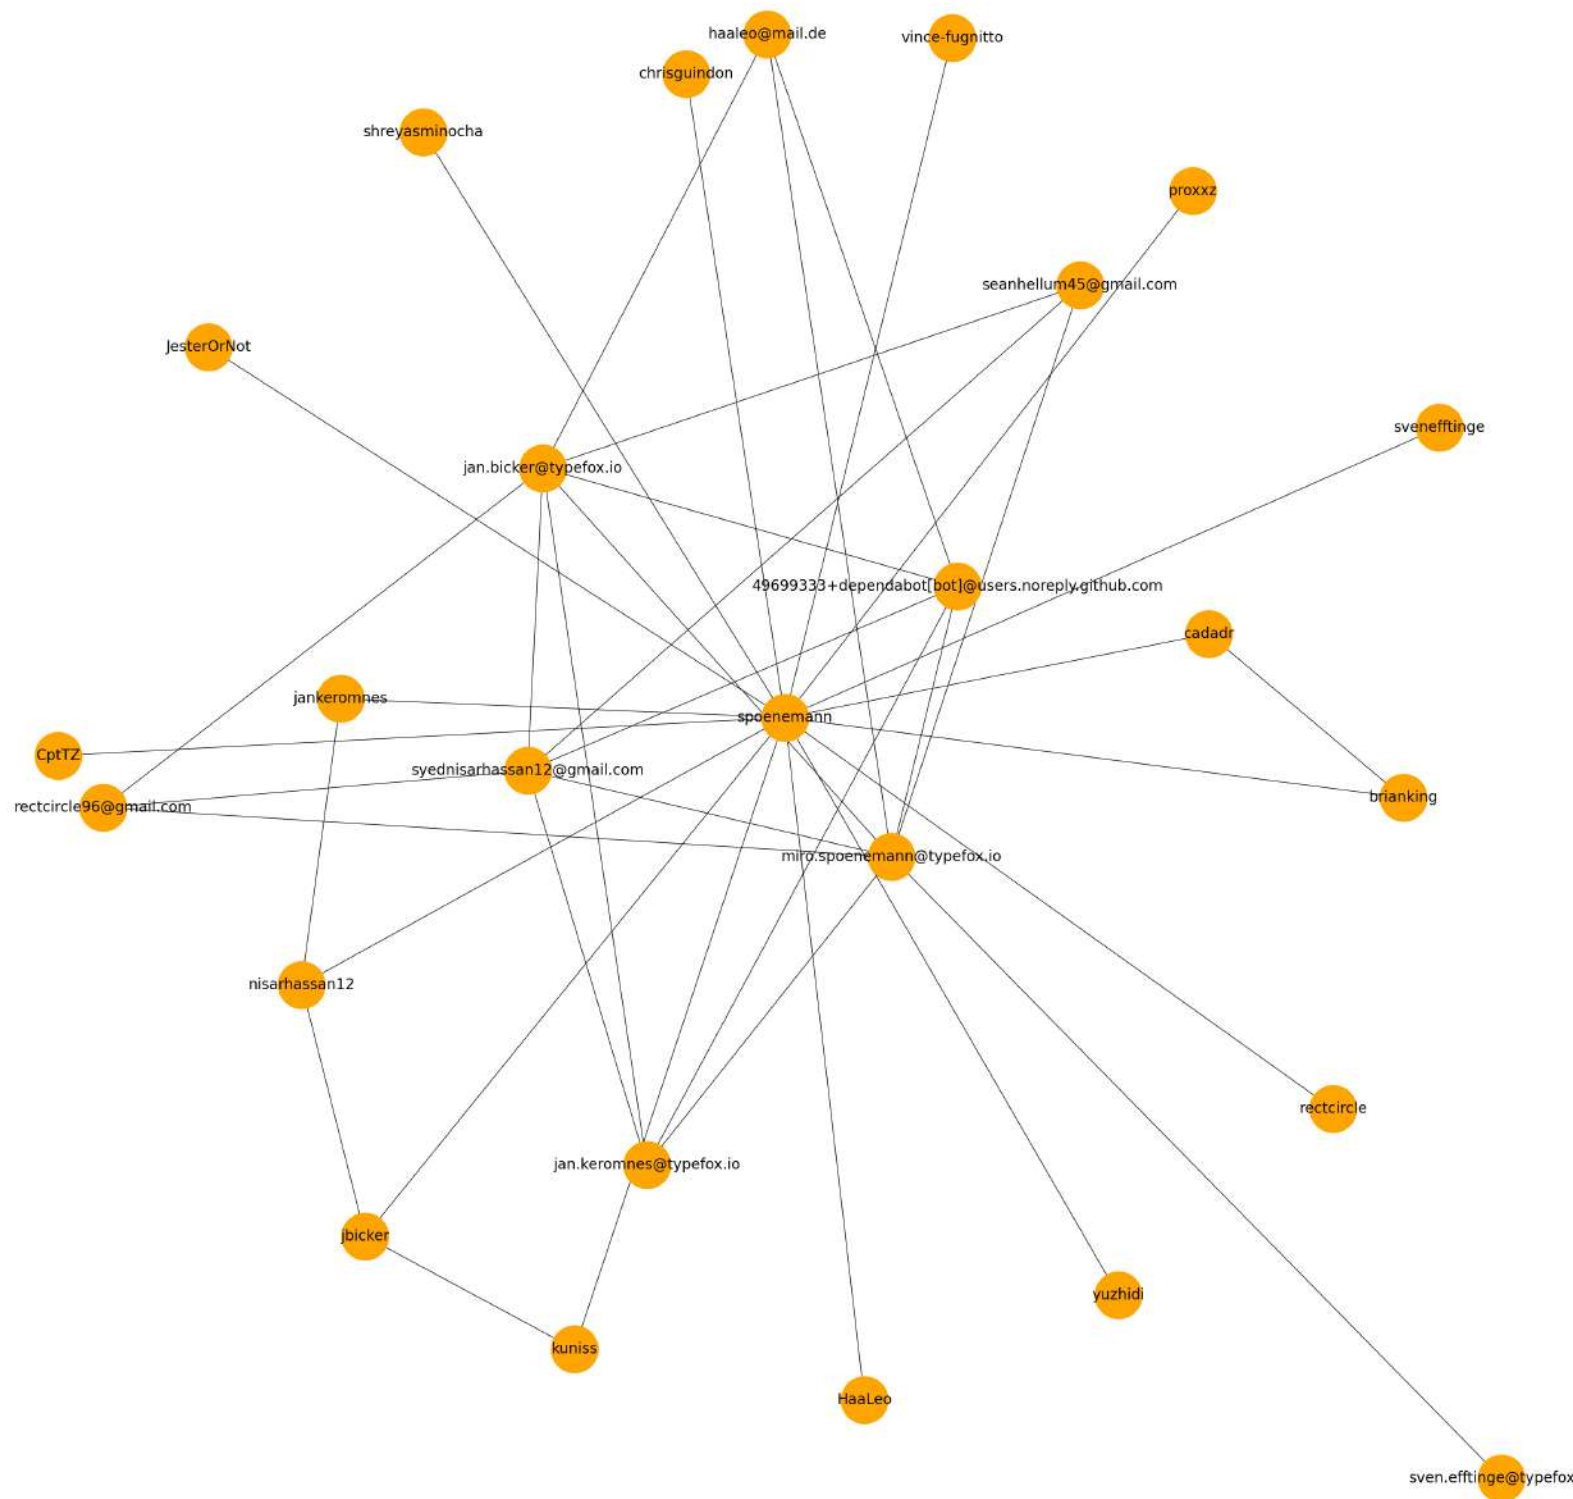 haaleo@mail.de
vince-fugnitto
chrisguindon
shreyasminocha
proxxz
seanhellum45@gmail.com
JesterOrNot
svenefftinge
jan.bicker@typefox.io
49699333+dependabot[bot]@users.noreply.github.com
cadadr
jankeromnes
spoenemann
CptTZ
syednisarhassan12@gmail.com
rectcircle96@gmail.com
brianking
miro.spoenemann@typefox.io
nisarhassan12
rectcircle
jan.keromnes@typefox.io
jbicker
yuzhidi
kuniss
HaaLeo
sven.efftinge@typefox